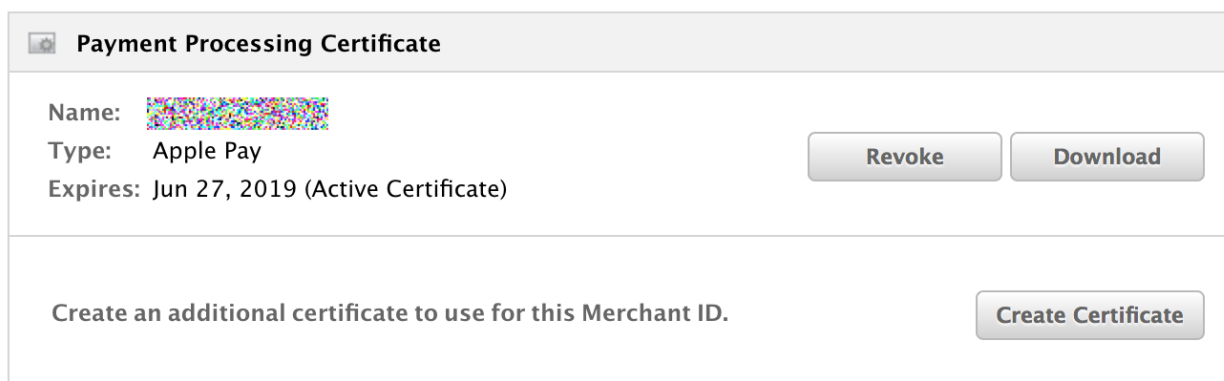 Payment Processing Certificate
Name:
Type: Apple Pay
Expires: Jun 27, 2019 (Active Certificate)
Revoke
Download
Create an additional certificate to use for this Merchant ID.
Create Certificate